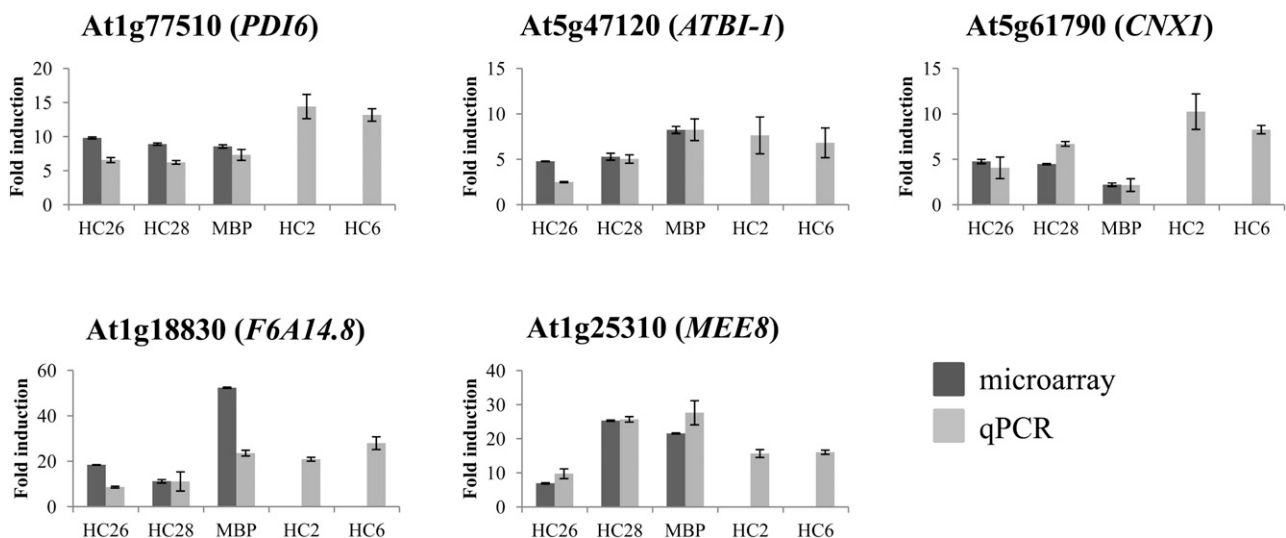 At1g77510 (PDI6)
Fold induction
20
15
10
5
0
HC26 HC28 MBP HC2 HC6
At5g47120 (ATBI-1)
Fold induction
15
10
5
0
HC26 HC28 MBP HC2 HC6
At5g61790 (CNX1)
Fold induction
15
10
5
0
HC26 HC28 MBP HC2 HC6
At1g18830 (F6A14.8)
Fold induction
60
40
20
0
HC26 HC28 MBP HC2 HC6
At1g25310 (MEE8)
Fold induction
40
30
20
10
0
HC26 HC28 MBP HC2 HC6
microarray
qPCR